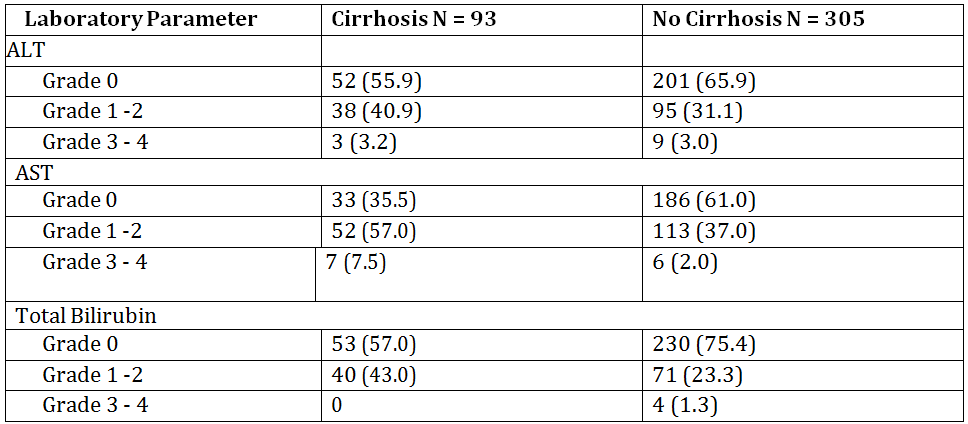 Laboratory Parameter Cirrhosis N = 93 No Cirrhosis N = 305
ALT
Grade 0 52 (55.9) 201 (65.9)
Grade 1 -2 38 (40.9) 95 (31.1)
Grade 3 - 4 3 (3.2) 9 (3.0)
AST
Grade 0 33 (35.5) 186 (61.0)
Grade 1 -2 52 (57.0) 113 (37.0)
Grade 3 - 4 7 (7.5) 6 (2.0)
Total Bilirubin
Grade 0 53 (57.0) 230 (75.4)
Grade 1 -2 40 (43.0) 71 (23.3)
Grade 3 - 4 0 4 (1.3)